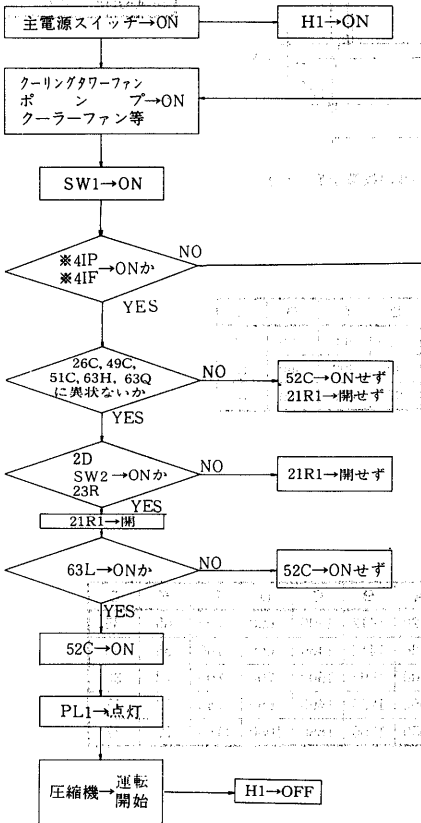 主電源スイッチ→ON
H1→ON
クーリングタワーファン
ポンプ→ON
クーラーファン等
SW1→ON
※4IP
※4IF →ONか
NO
YES
26C, 49C,
51C, 63H, 63Q
に異状ないか
NO
52C→ONせず
21R1→開せず
YES
2D
SW2→ONか
23R
NO
21R1→開せず
YES
21R1→開
63L→ONか
NO
52C→ONせず
YES
52C→ON
PL1→点灯
圧縮機→運転
開始
H1→OFF